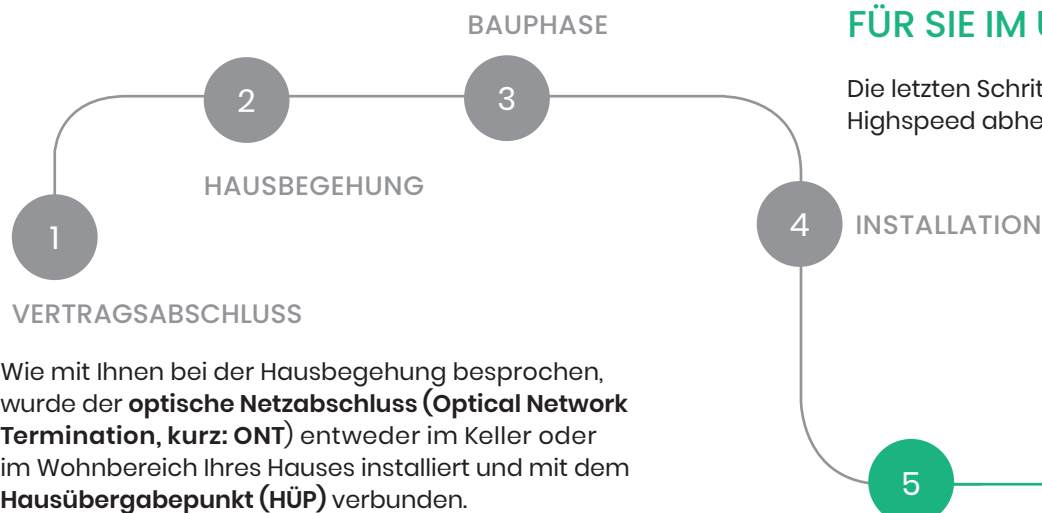 BAUPHASE
FÜR SIE IM
2
3
Die letzten
Highspeed
HAUSBEGEHUNG
1
4
INSTALLATION
VERTRAGSABSCHLUSS
Wie mit Ihnen bei der Hausbegehung besprochen,
wurde der optische Netzabschluss (Optical Network
Termination, kurz: ONT) entweder im Keller oder
im Wohnbereich Ihres Hauses installiert und mit dem
Hausübergabepunkt (HÜP) verbunden.
5